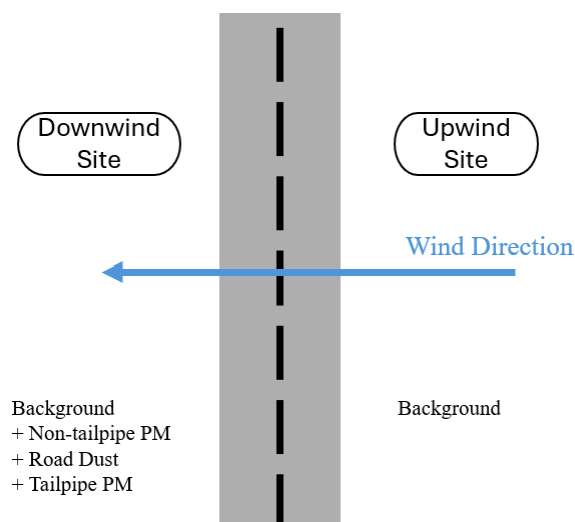 Downwind
Site
Upwind
Site
Wind Direction
Background
+ Non-tailpipe PM
+ Road Dust
+ Tailpipe PM
Background